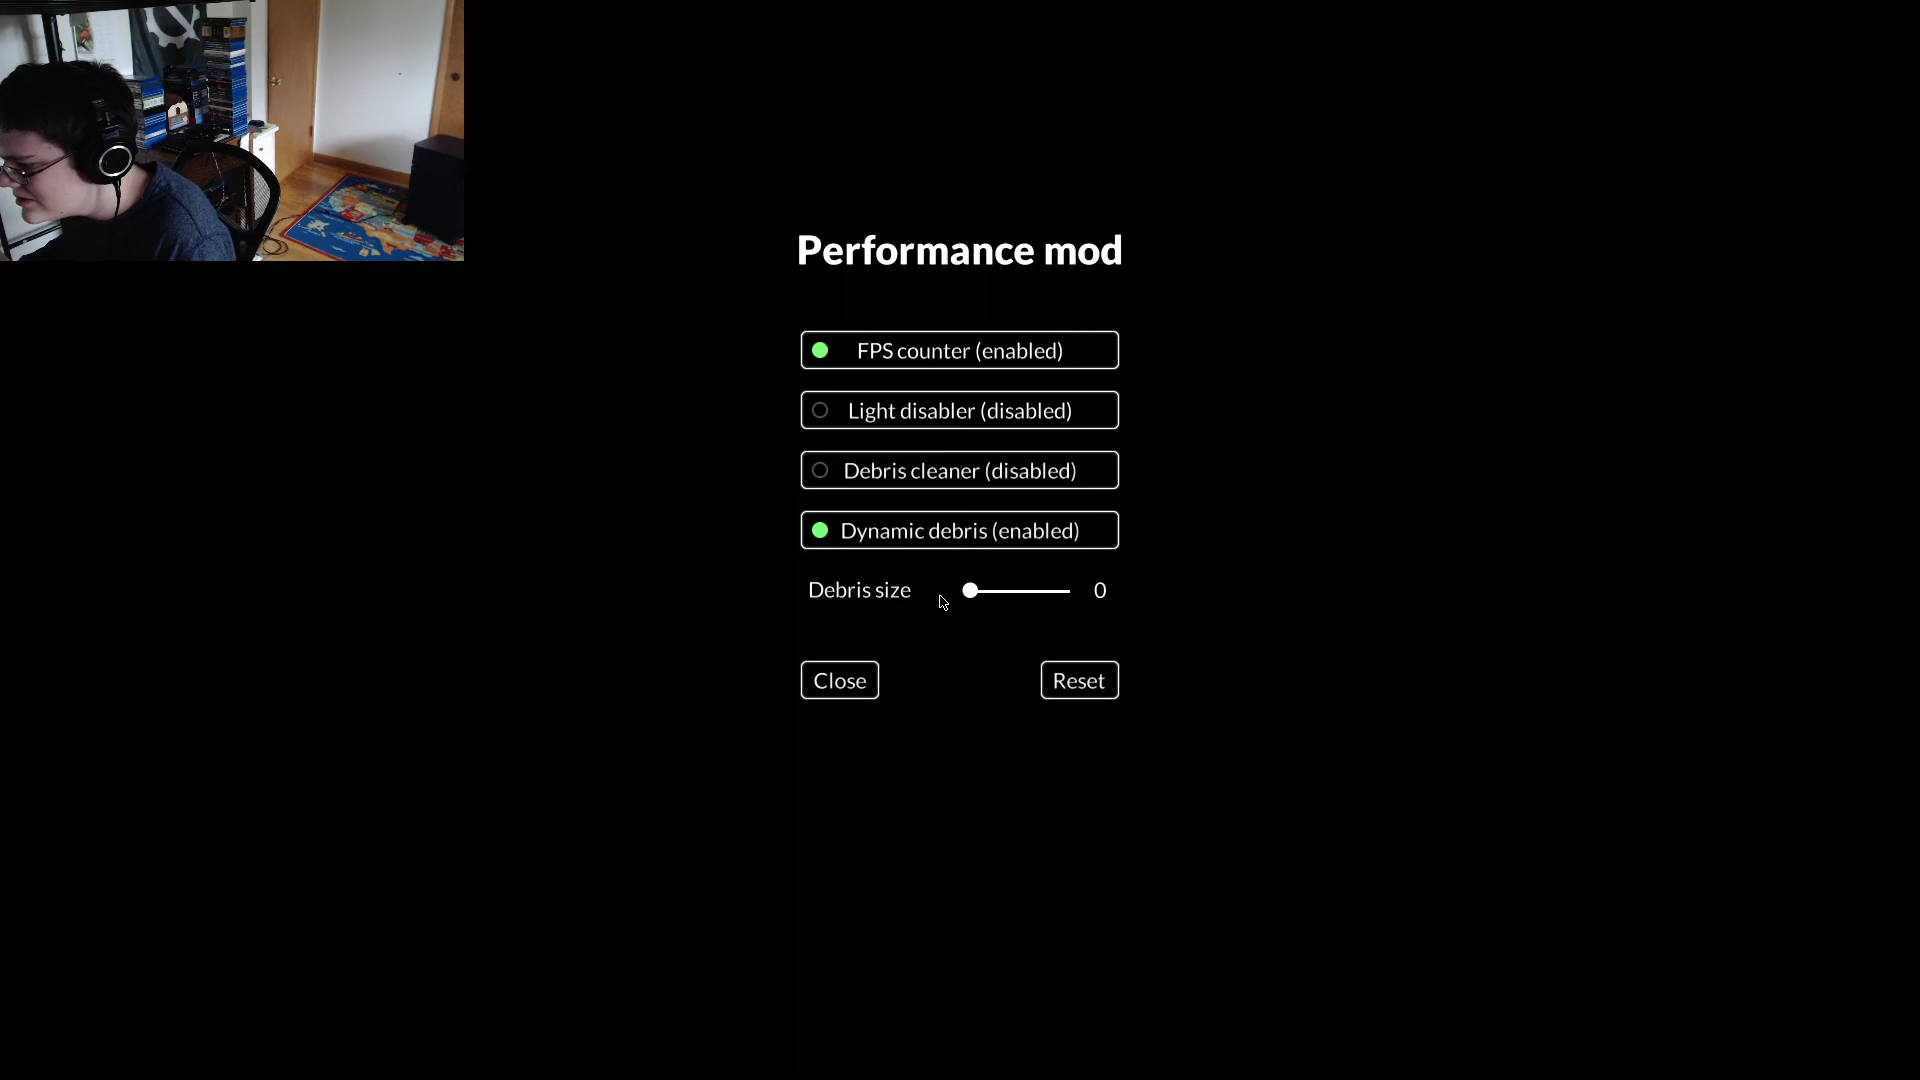 Performance mod
FPS counter (enabled)
Light disabler (disabled)
Debris cleaner (disabled)
Dynamic debris (enabled)
Debris size 0
Close Reset